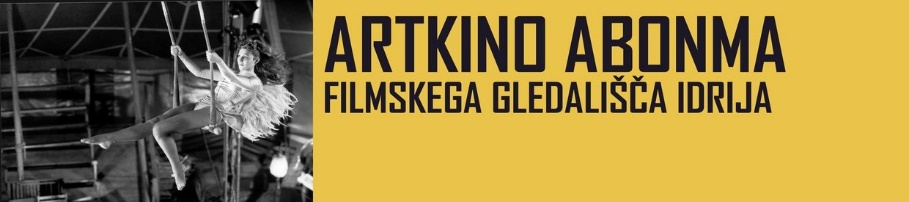 ARTKINO ABONMA
FILMSKEGA GLEDALIŠČA IDRIJA